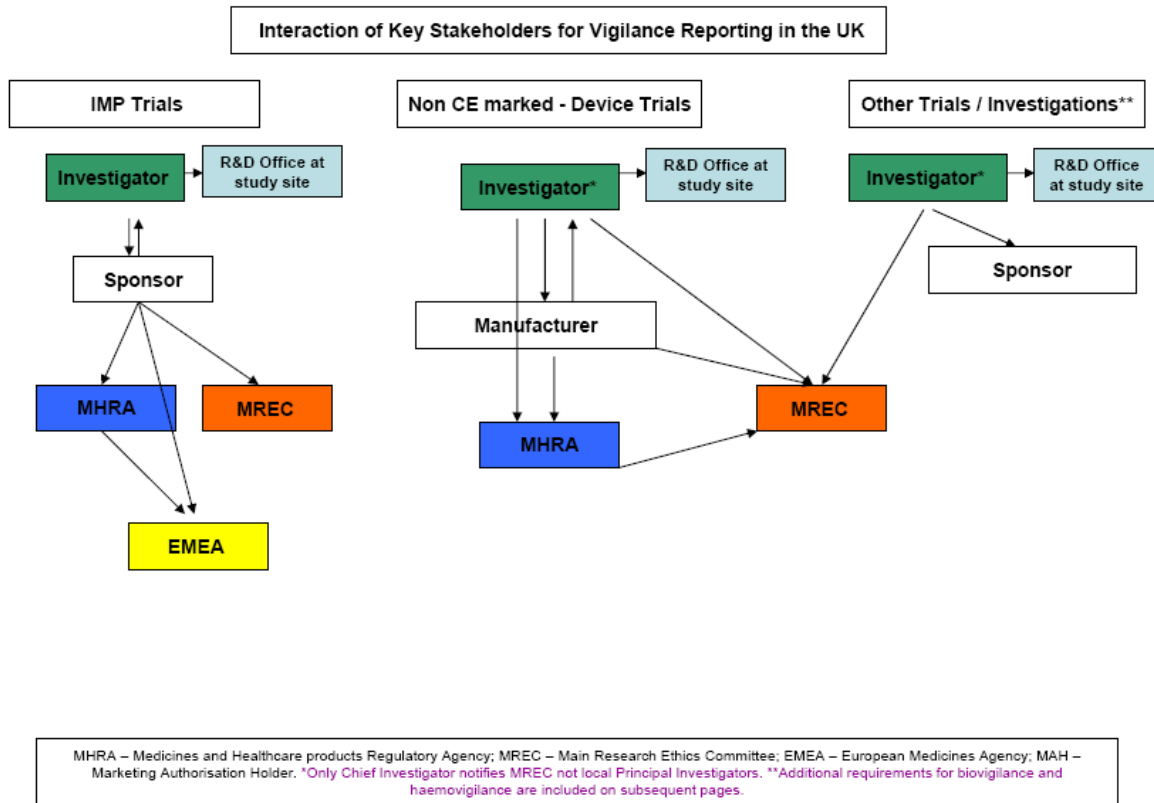 Interaction of Key Stakeholders for Vigilance Reporting in the UK
IMP Trials
Non CE marked - Device Trials
Other Trials / Investigations**
Investigator
R&D Office at
study site
Investigator*
R&D Office at
study site
Investigator*
R&D Office
at study site
Sponsor
Sponsor
Manufacturer
MHRA
MREC
MREC
MHRA
EMEA
MHRA – Medicines and Healthcare products Regulatory Agency; MREC – Main Research Ethics Committee; EMEA – European Medicines Agency; MAH –
Marketing Authorisation Holder. *Only Chief Investigator notifies MREC not local Principal Investigators. **Additional requirements for biovigilance and
haemovigilance are included on subsequent pages.